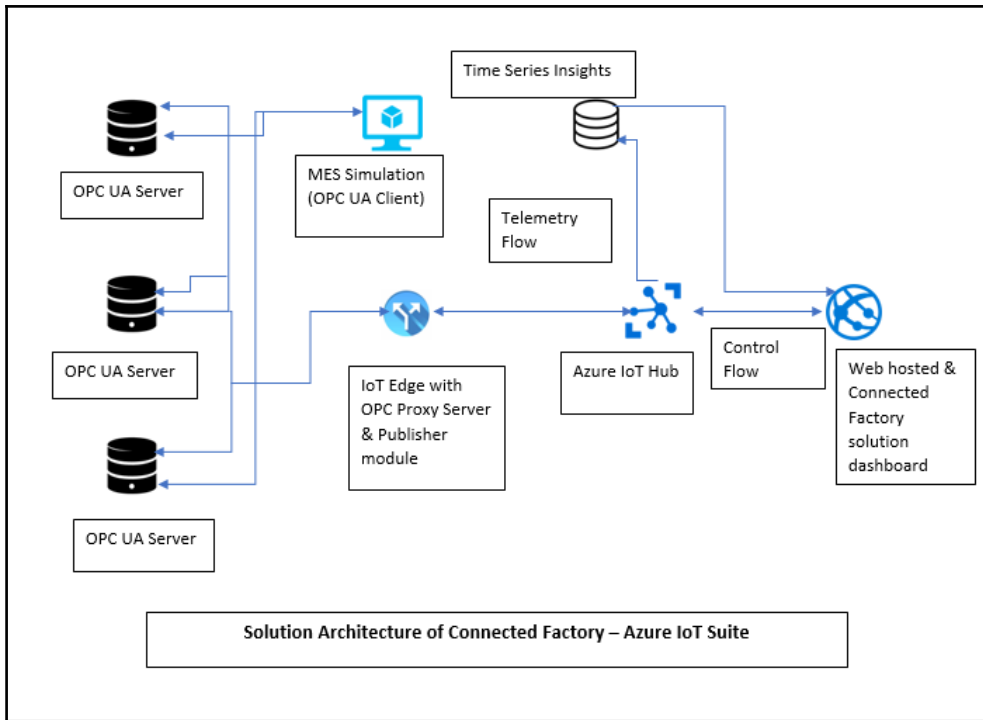 Time Series Insights
OPC UA Server
MES Simulation
(OPC UA Client)
Telemetry
Flow
OPC UA Server
IoT Edge with
OPC Proxy Server
& Publisher
module
Azure IoT Hub
Control
Flow
Web hosted &
Connected
Factory
solution
dashboard
OPC UA Server
Solution Architecture of Connected Factory – Azure IoT Suite